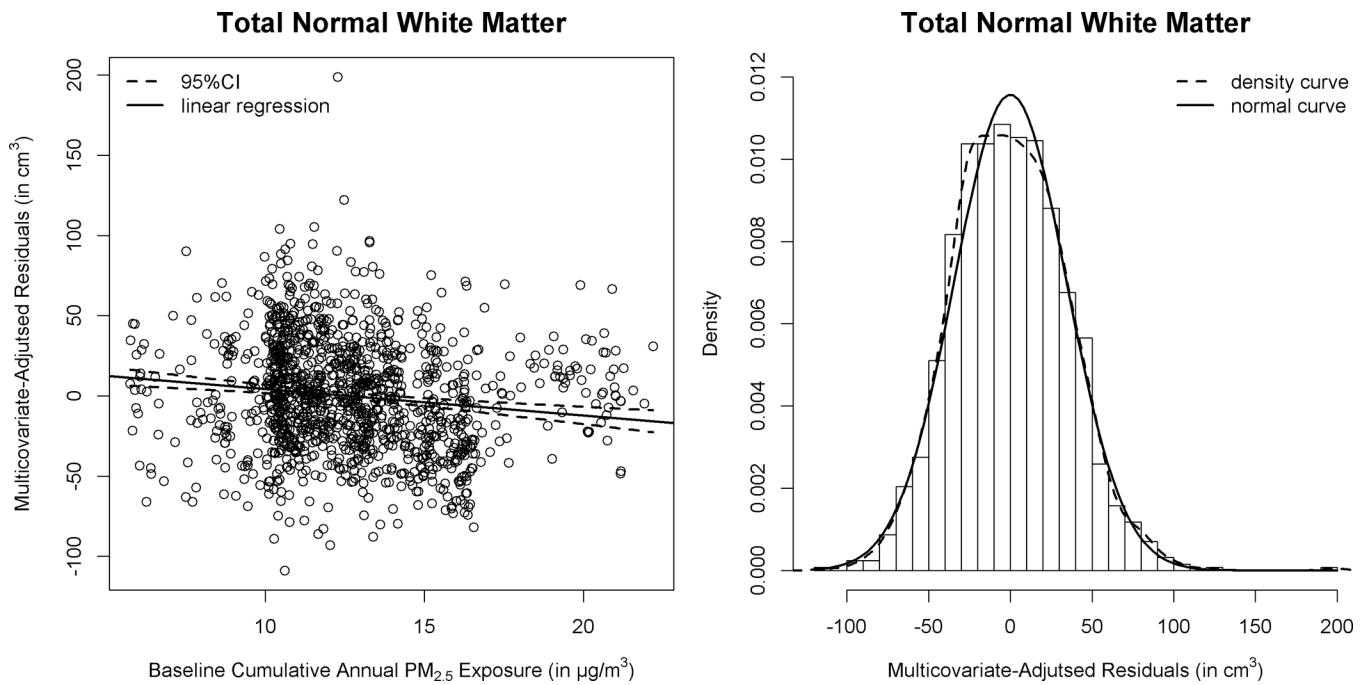 Total Normal White Matter
95%CI
linear regression
200
150
100
50
0
-50
-100
Multicovariate-Adjutsed Residuals (in cm³)
10
15
20
Baseline Cumulative Annual PM₂.₅ Exposure (in µg/m³)
Total Normal White Matter
density curve
normal curve
0.012
0.010
0.008
0.006
0.004
0.002
0.000
Density
-100
-50
0
50
100
150
200
Multicovariate-Adjutsed Residuals (in cm³)